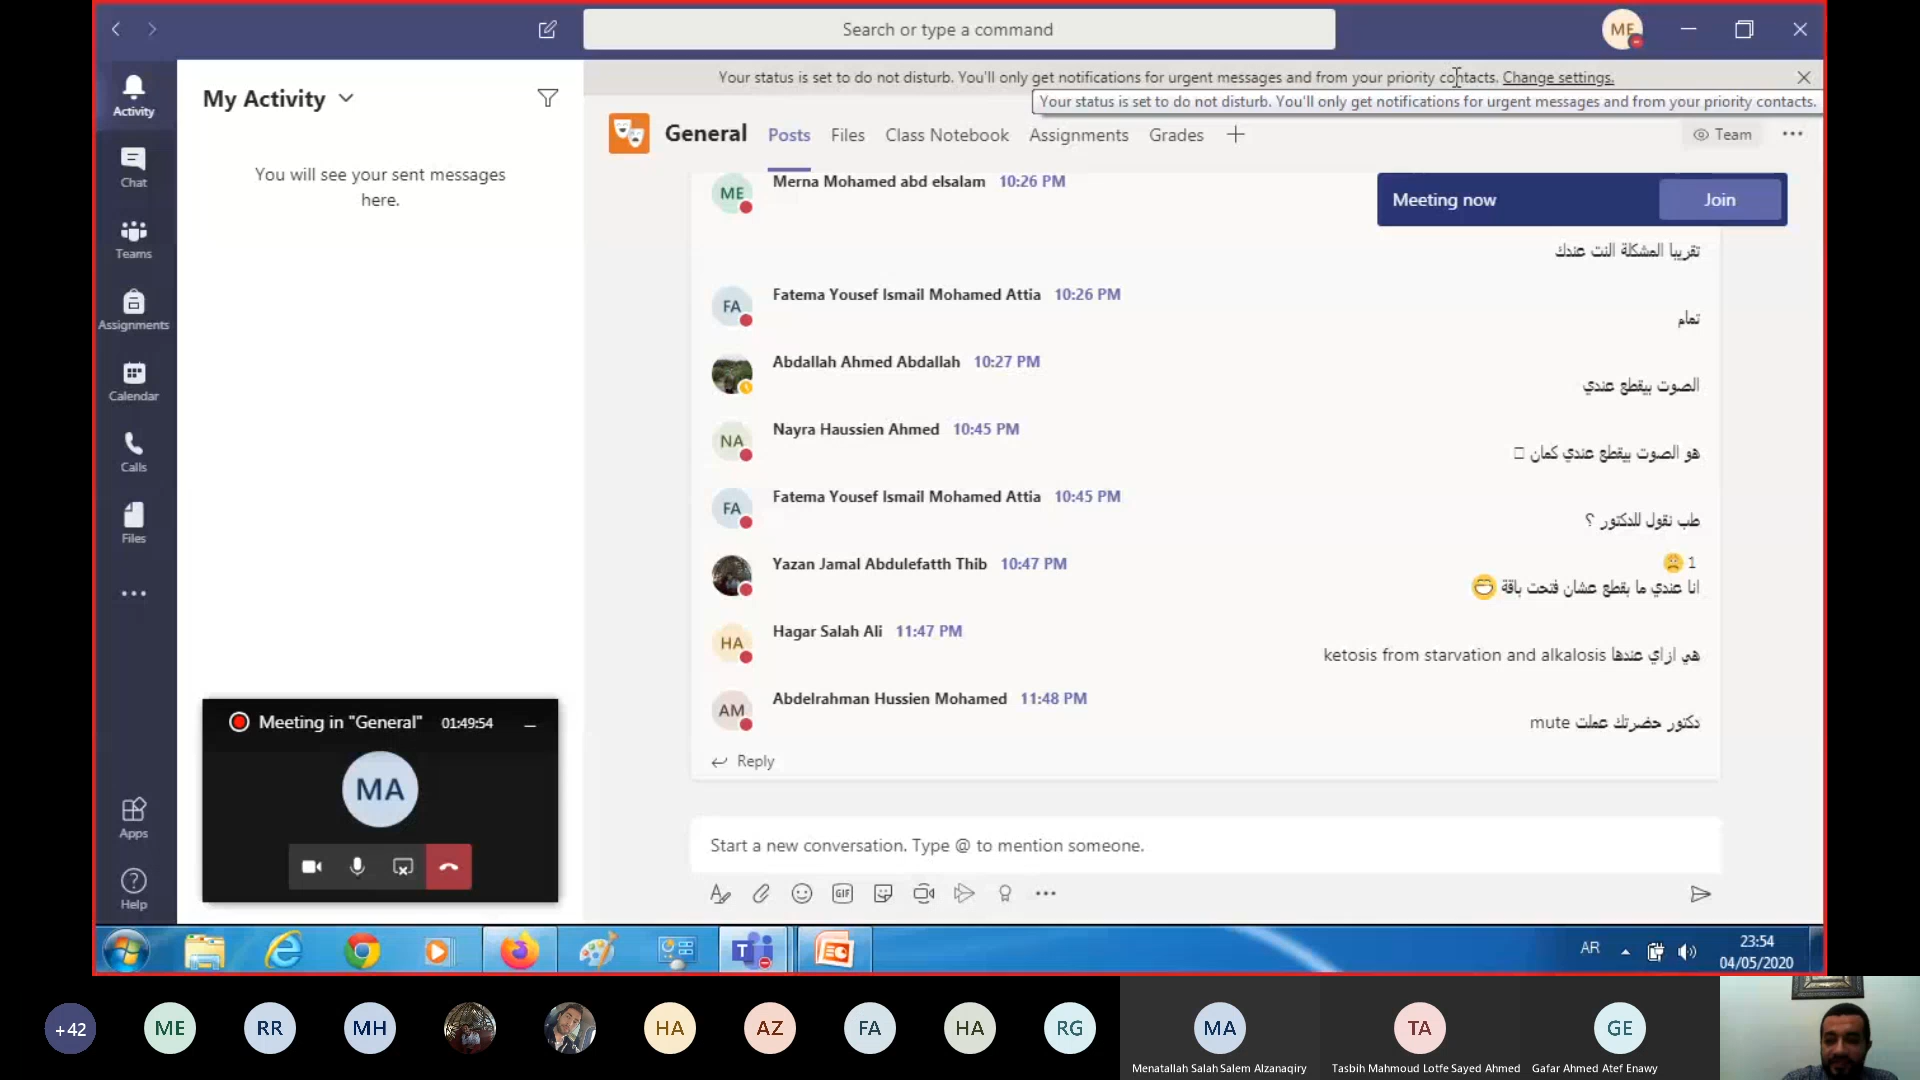 Search or type a command
ME
Your status is set to do not disturb. You'll only get notifications for urgent messages and from your priority contacts. Change settings.
Your status is set to do not disturb. You'll only get notifications for urgent messages and from your priority contacts.
Activity
Chat
Teams
Assignments
Calendar
Calls
Files
Apps
Help
My Activity
You will see your sent messages
here.
General
Posts
Files
Class Notebook
Assignments
Grades
Team
Meeting now
Join
ME
Merna Mohamed abd elsalam 10:26 PM
تقريبا المشكلة النت عندك
FA
Fatema Yousef Ismail Mohamed Attia 10:26 PM
تمام
Abdallah Ahmed Abdallah 10:27 PM
الصوت بيقطع عندي
NA
Nayra Haussien Ahmed 10:45 PM
هو الصوت بيقطع عندي كمان
FA
Fatema Yousef Ismail Mohamed Attia 10:45 PM
طب نقول للدكتور ؟
Yazan Jamal Abdulefatth Thib 10:47 PM
1
انا عندي ما بقطع عشان فتحت باقة
HA
Hagar Salah Ali 11:47 PM
هي ازاي عندها ketosis from starvation and alkalosis
AM
Abdelrahman Hussien Mohamed 11:48 PM
دكتور حضرتك عملت mute
Reply
Start a new conversation. Type @ to mention someone.
GIF
Meeting in "General" 01:49:54
MA
AR
23:54
04/05/2020
+42
ME
RR
MH
HA
AZ
FA
HA
RG
MA
Menatallah Salah Salem Alzanaqiry
TA
Tasbih Mahmoud Lotfe Sayed Ahmed
GE
Gafar Ahmed Atef Enawy